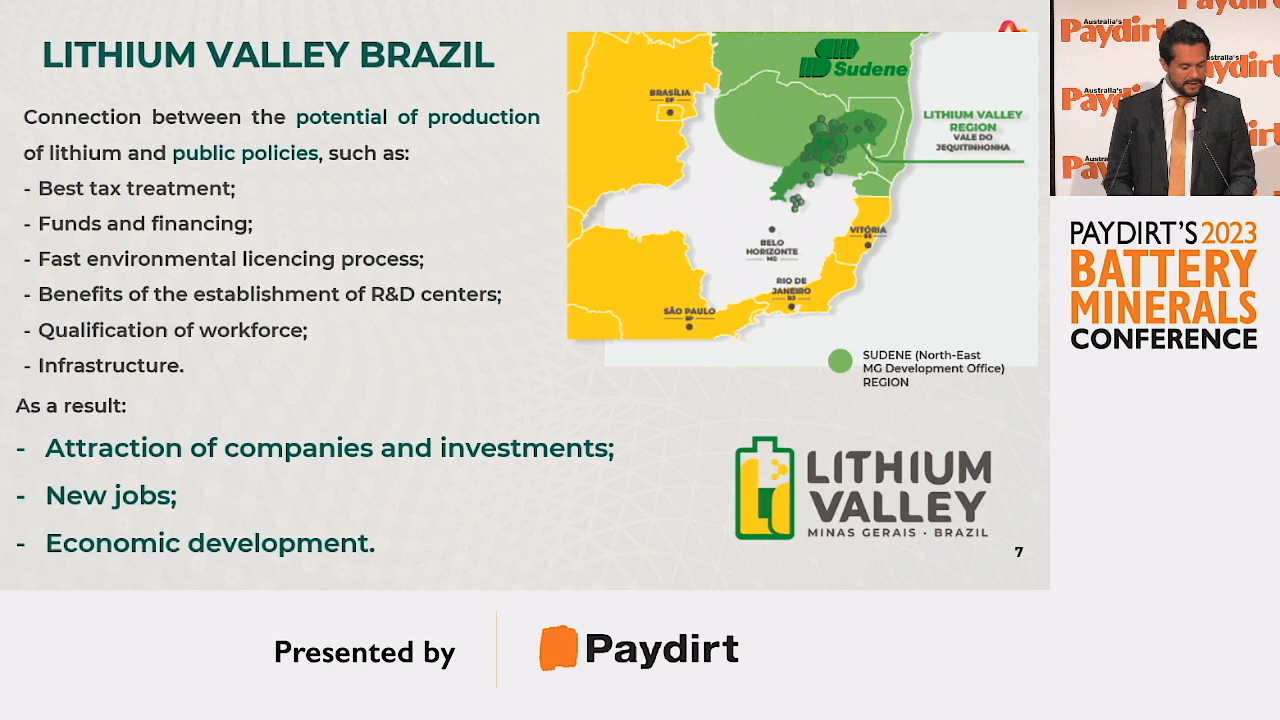 LITHIUM VALLEY BRAZIL
Connection between the potential of production
of lithium and public policies, such as:
- Best tax treatment;
- Funds and financing;
- Fast environmental licencing process;
- Benefits of the establishment of R&D centers;
- Qualification of workforce;
- Infrastructure.
As a result:
- Attraction of companies and investments;
- New jobs;
- Economic development.
Sudene
BRASÍLIA
DF
LITHIUM VALLEY
REGION
VALE DO
JEQUITINHONHA
BELO
HORIZONTE
MG
VITÓRIA
ES
RIO DE
JANEIRO
RJ
SÃO PAULO
SP
SUDENE (North-East
MG Development Office)
REGION
LITHIUM
VALLEY
MINAS GERAIS · BRAZIL
7
Australia's
Paydirt
Australia's
Paydirt
PAYDIRT'S 2023
BATTERY
MINERALS
CONFERENCE
Presented by
Paydirt